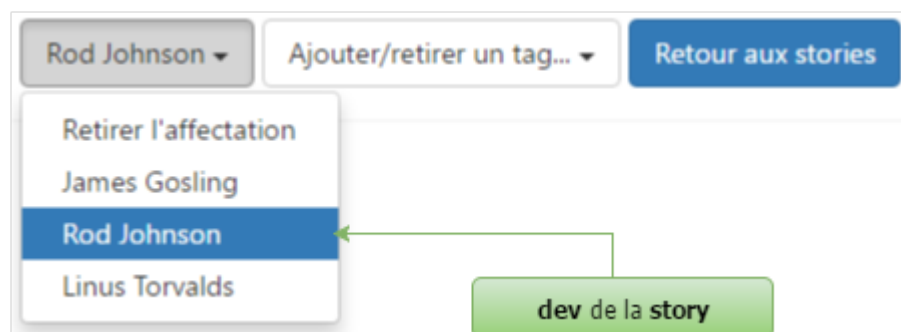 Rod Johnson
Ajouter/retirer un tag...
Retour aux stories
Retirer l'affectation
James Gosling
Rod Johnson
Linus Torvalds
dev de la story